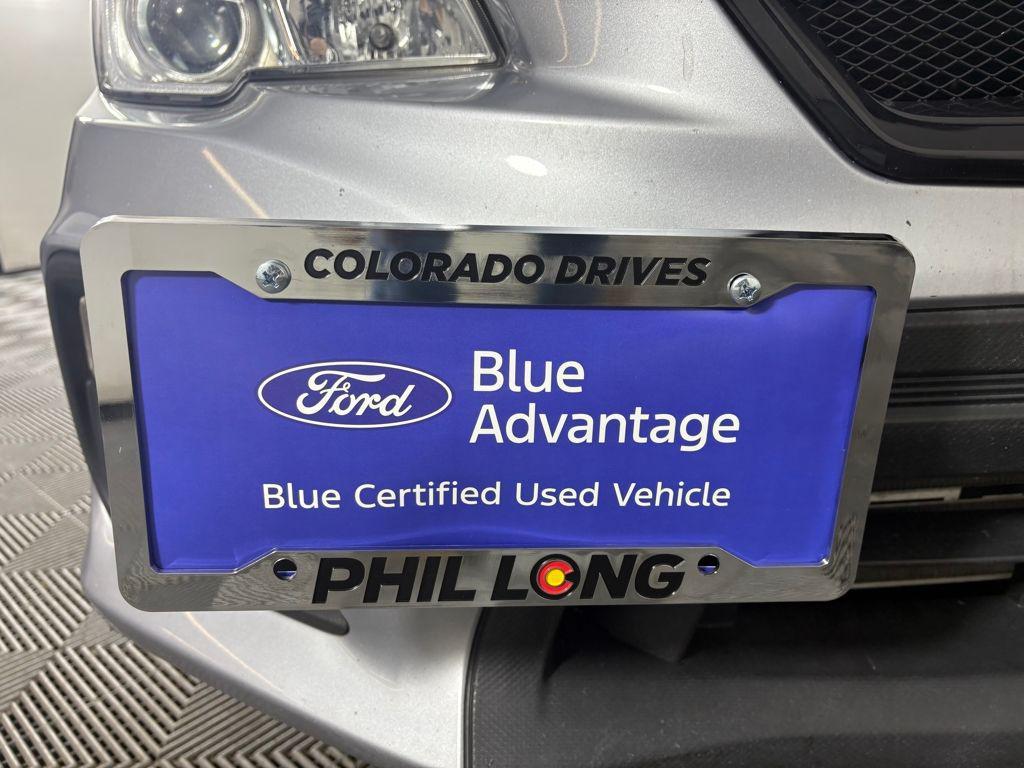 COLORADO DRIVES
Ford
Blue
Advantage
Blue Certified Used Vehicle
PHIL LONG